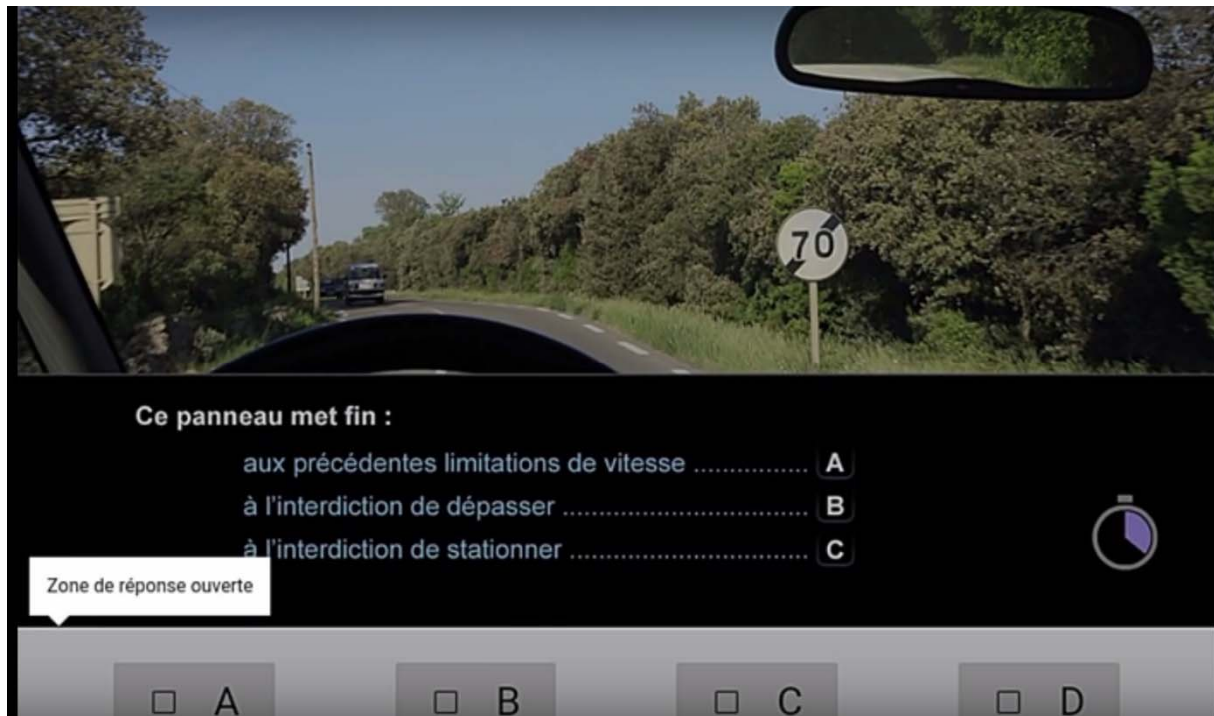 70
Ce panneau met fin :
aux précédentes limitations de vitesse ................ A
à l'interdiction de dépasser ................................ B
à l'interdiction de stationner ............................... C
Zone de réponse ouverte
A B C D